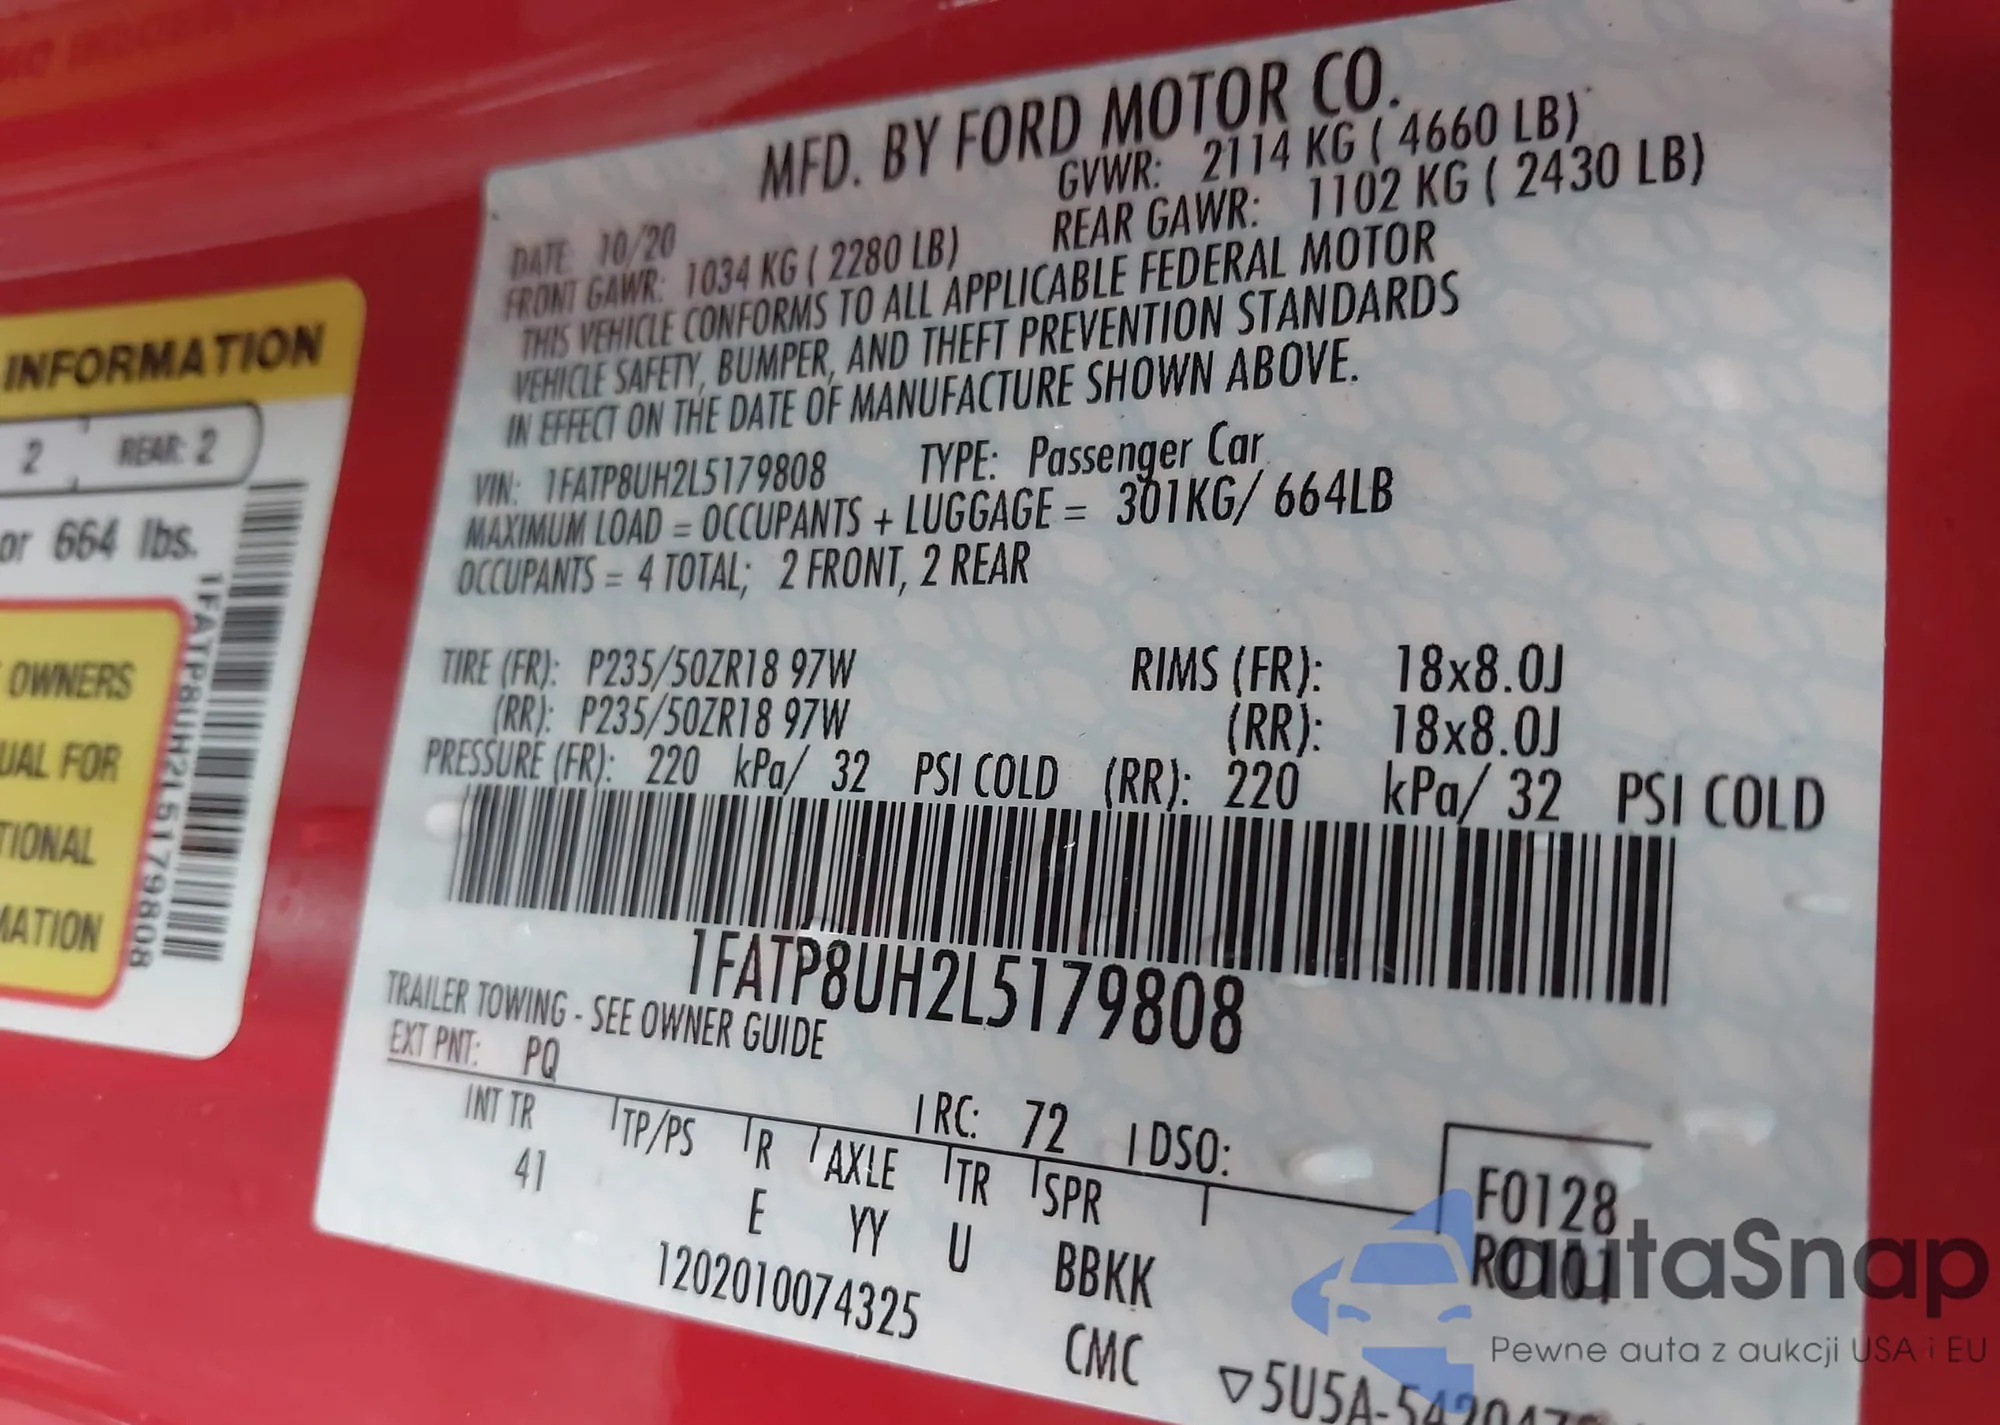 MFD. BY FORD MOTOR CO.
DATE: 10/20 GVWR: 2114 KG ( 4660 LB)
FRONT GAWR: 1034 KG ( 2280 LB) REAR GAWR: 1102 KG ( 2430 LB)
THIS VEHICLE CONFORMS TO ALL APPLICABLE FEDERAL MOTOR
VEHICLE SAFETY, BUMPER, AND THEFT PREVENTION STANDARDS
IN EFFECT ON THE DATE OF MANUFACTURE SHOWN ABOVE.
VIN: 1FATP8UH2L5179808 TYPE: Passenger Car
MAXIMUM LOAD = OCCUPANTS + LUGGAGE = 301KG/ 664LB
OCCUPANTS = 4 TOTAL; 2 FRONT, 2 REAR
TIRE (FR): P235/50ZR18 97W RIMS (FR): 18x8.0J
(RR): P235/50ZR18 97W (RR): 18x8.0J
PRESSURE (FR): 220 kPa/ 32 PSI COLD (RR): 220 kPa/ 32 PSI COLD
1FATP8UH2L5179808
TRAILER TOWING - SEE OWNER GUIDE
EXT PNT: PQ RC: 72 DSO:
INT TR TP/PS R AXLE TR SPR F0128
41 E YY U BBKK
1202010074325 CMC
INFORMATION
2 REAR: 2
or 664 lbs.
OWNERS
UAL FOR
TIONAL
MATION
1FATP8UH2L5179808
autaSnap
Pewne auta z aukcji USA i EU